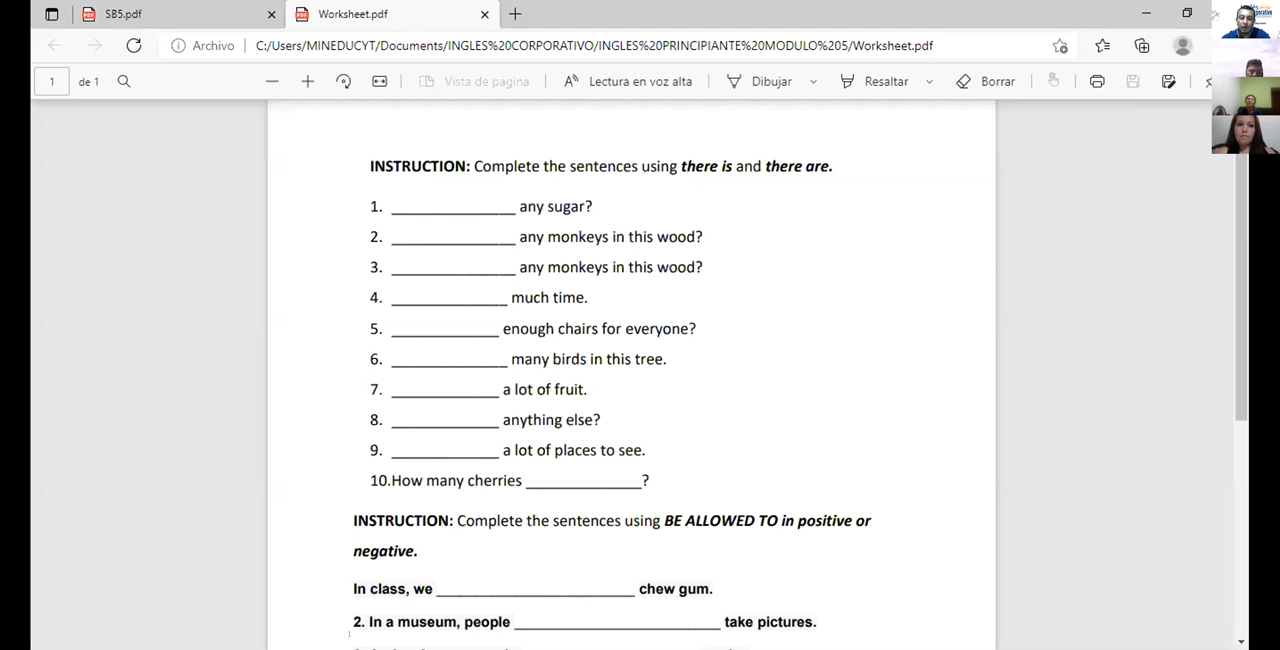 SB5.pdf
Worksheet.pdf
Archivo
C:/Users/MINEDUCYT/Documents/INGLES%20CORPORATIVO/INGLES%20PRINCIPIANTE%20MODULO%205/Worksheet.pdf
1 de 1
Vista de página
Lectura en voz alta
Dibujar
Resaltar
Borrar
INSTRUCTION: Complete the sentences using there is and there are.
1. ______________ any sugar?
2. ______________ any monkeys in this wood?
3. ______________ any monkeys in this wood?
4. _____________ much time.
5. ____________ enough chairs for everyone?
6. _____________ many birds in this tree.
7. ____________ a lot of fruit.
8. ____________ anything else?
9. ____________ a lot of places to see.
10.How many cherries _____________?
INSTRUCTION: Complete the sentences using BE ALLOWED TO in positive or
negative.
In class, we ________________________ chew gum.
2. In a museum, people _________________________ take pictures.